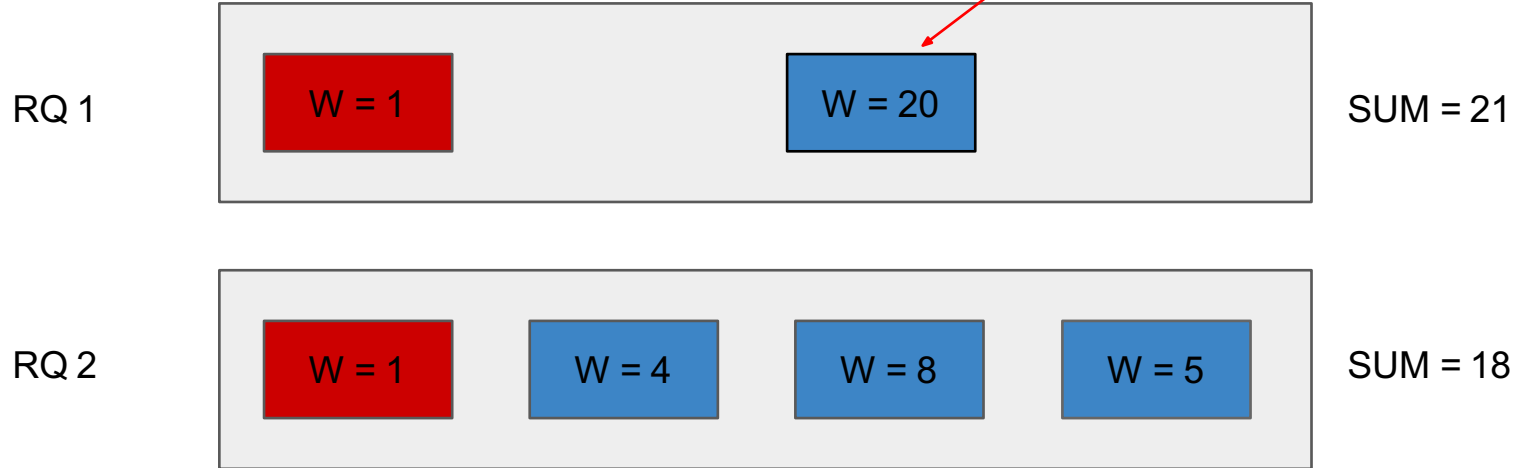 RQ 1 W = 1 W = 20 SUM = 21
RQ 2 W = 1 W = 4 W = 8 W = 5 SUM = 18